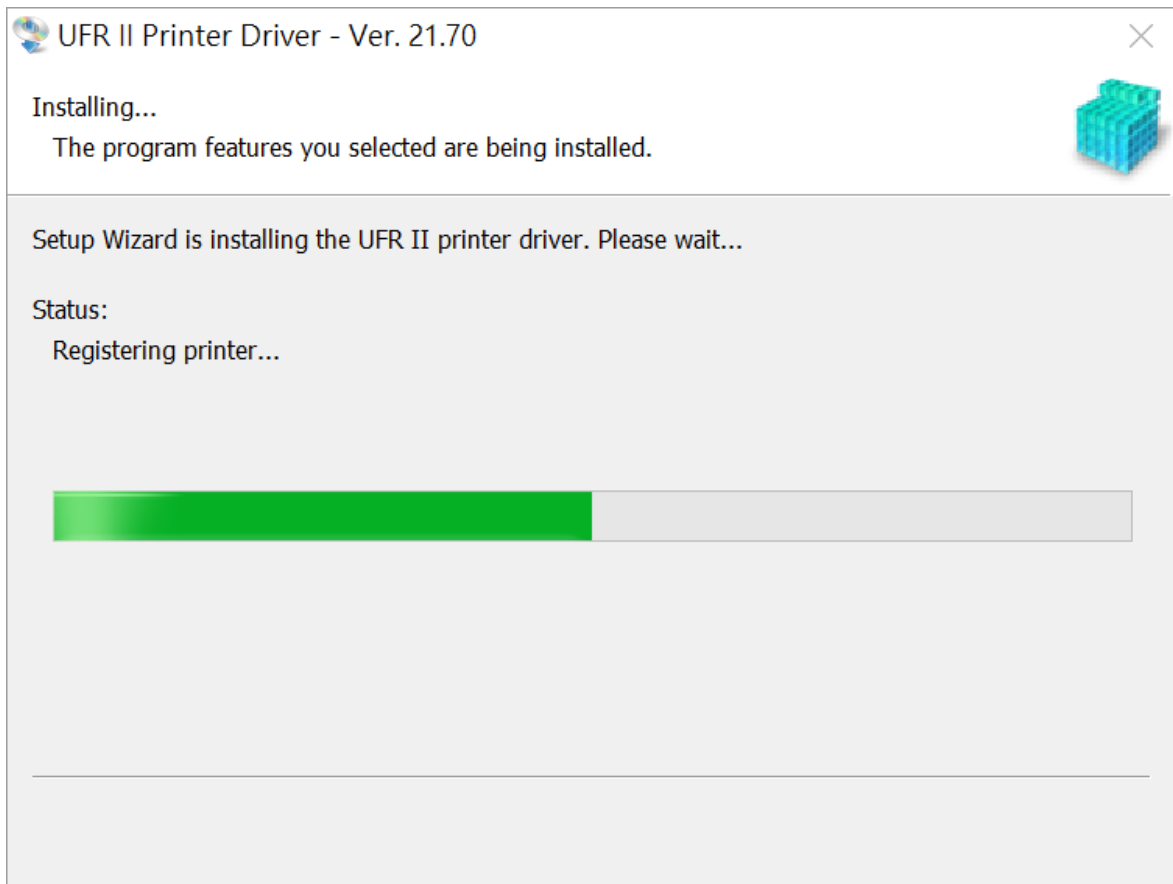 UFR II Printer Driver - Ver. 21.70
Installing...
The program features you selected are being installed.
Setup Wizard is installing the UFR II printer driver. Please wait...
Status:
Registering printer...